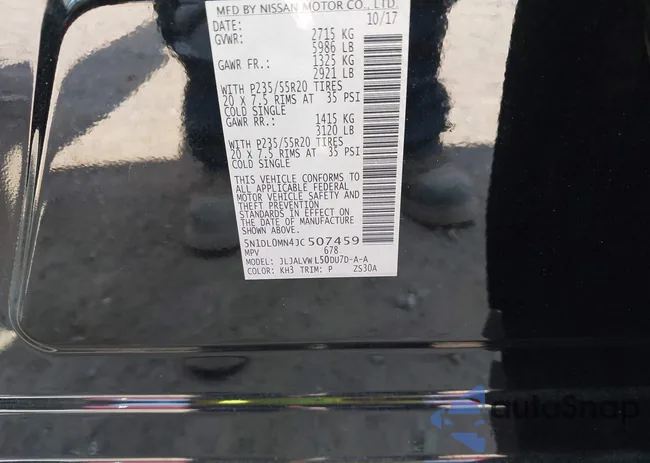 MFD BY NISSAN MOTOR CO., LTD.
DATE: 10/17
GVWR: 2715 KG
5986 LB
GAWR FR.: 1325 KG
2921 LB
WITH P235/55R20 TIRES
20 X 7.5 RIMS AT 35 PSI
COLD SINGLE
GAWR RR.: 1415 KG
3120 LB
WITH P235/55R20 TIRES
20 X 7.5 RIMS AT 35 PSI
COLD SINGLE
THIS VEHICLE CONFORMS TO
ALL APPLICABLE FEDERAL
MOTOR VEHICLE SAFETY AND
THEFT PREVENTION
STANDARDS IN EFFECT ON
THE DATE OF MANUFACTURE
SHOWN ABOVE.
5N1DL0MN4JC507459
MPV 678
MODEL: JLJALVWL50DU7D-A-A
COLOR: KH3 TRIM: P ZS30A
autoSnap